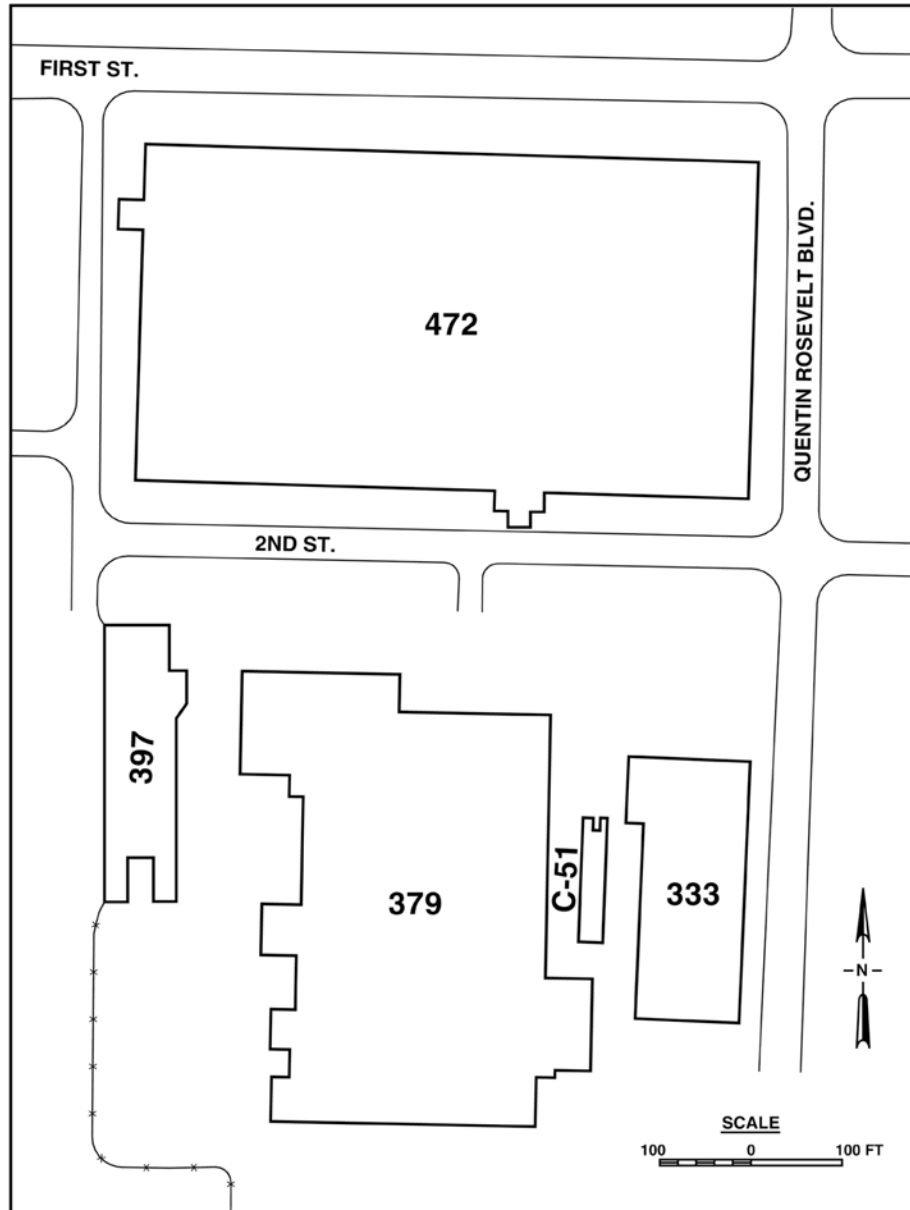 FIRST ST.
QUENTIN ROSEVELT BLVD.
472
2ND ST.
397
379
C-51
333
N
SCALE
100 0 100 FT